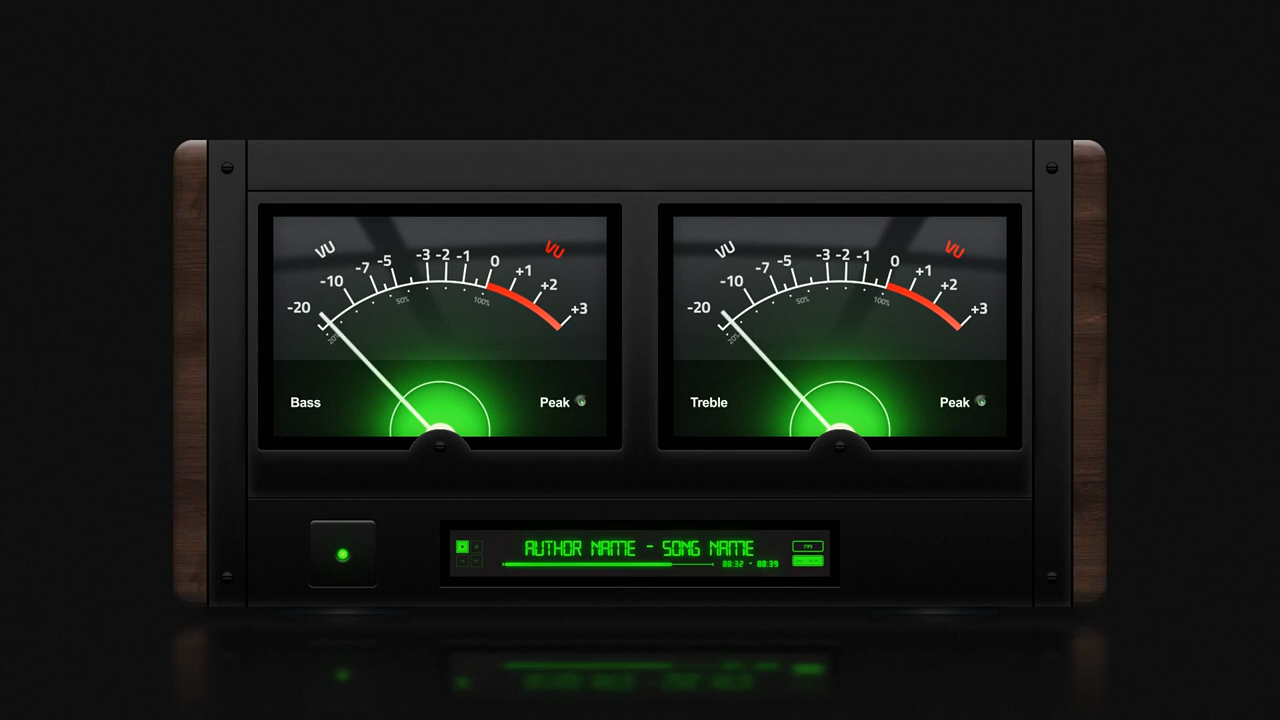 VU VU
-20 -10 -7 -5 -3 -2 -1 0 +1 +2 +3
20% 50% 100%
Bass Peak
VU VU
-20 -10 -7 -5 -3 -2 -1 0 +1 +2 +3
20% 50% 100%
Treble Peak
AUTHOR NAME - SONG NAME
00:32 - 00:39